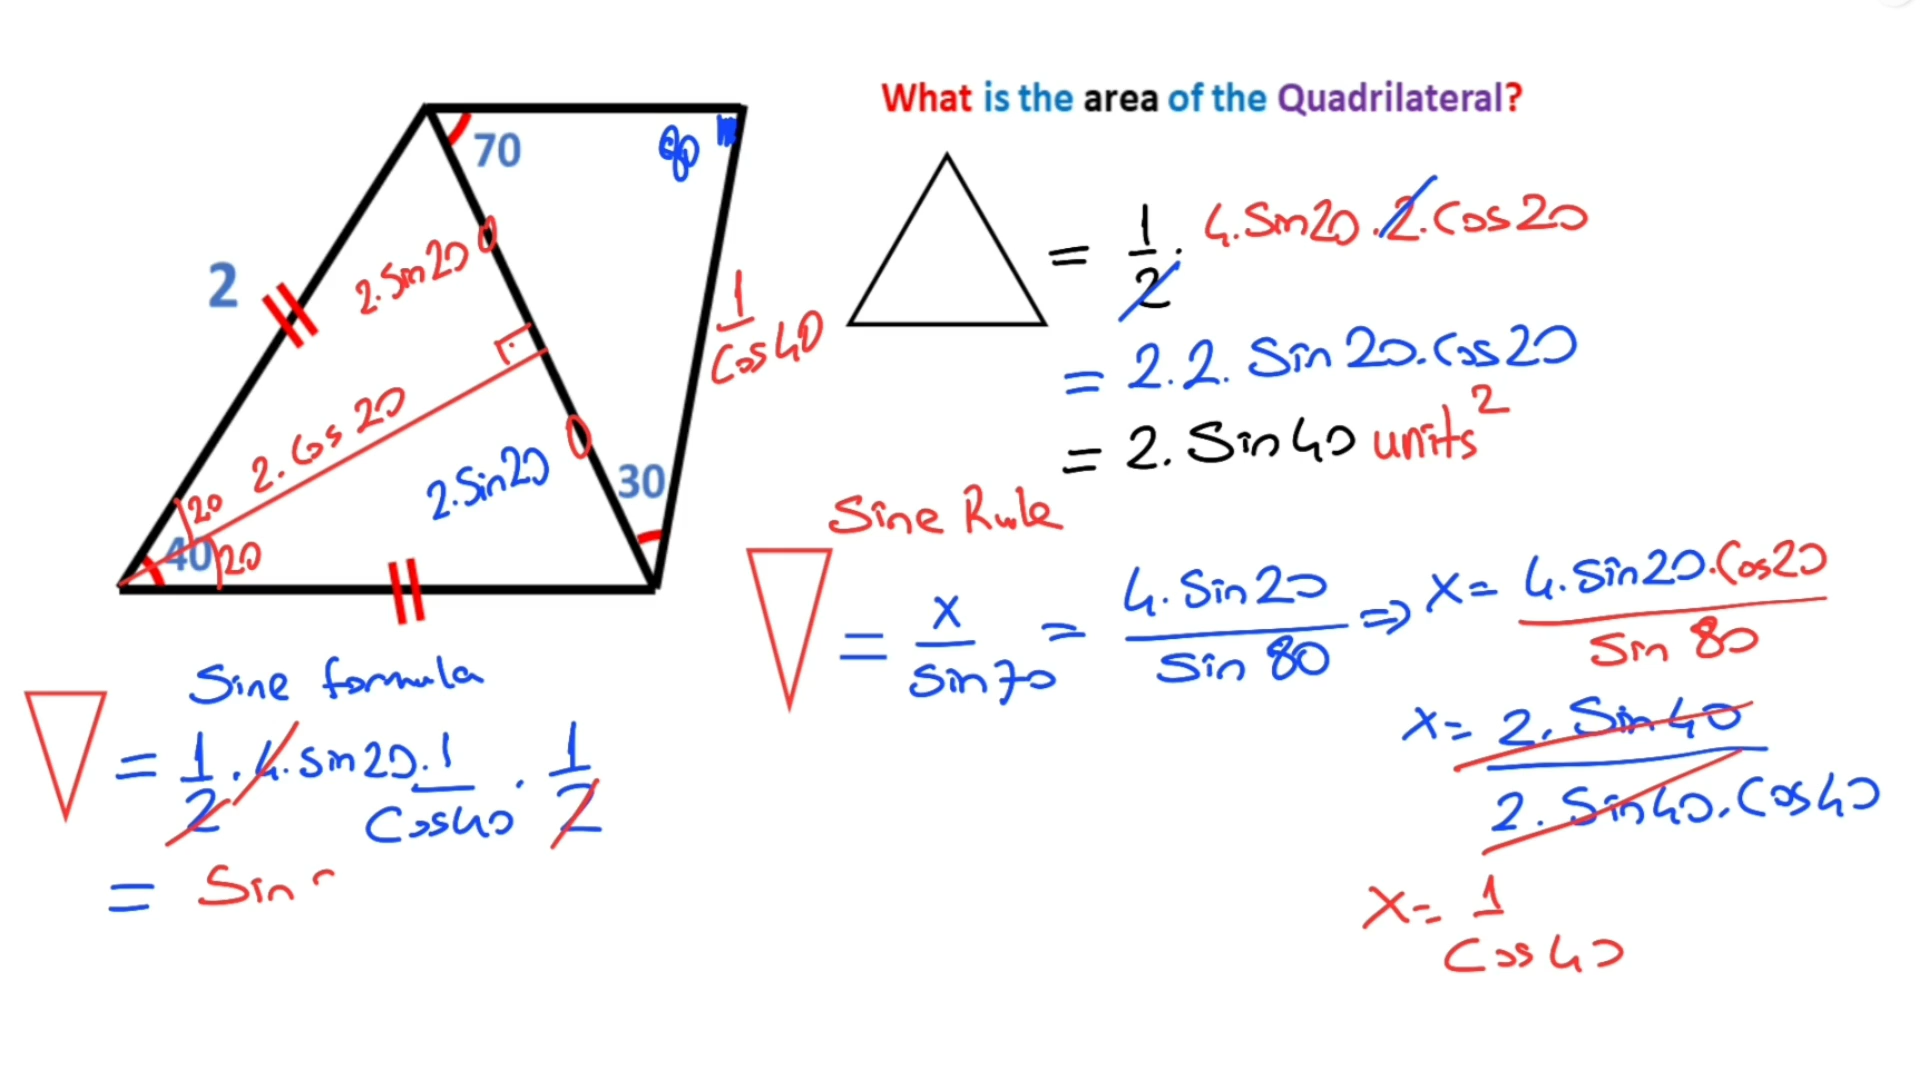 What is the area of the Quadrilateral?
70
80
2
2.Sin20
1
Cos40
2.Cos20
2.Sin20
30
20
40
20
= 1/2 . 4.Sin20.2.Cos20
= 2.2. Sin20.Cos20
= 2.Sin40 units²
Sine Rule
= x/Sin70 = 4.Sin20/Sin80 ⇒ x= 4.Sin20.Cos20/Sin80
x= 2.Sin40/2.Sin40.Cos40
x= 1/Cos40
Sine formula
= 1/2 . 4.Sin20. 1/Cos40 . 1/2
= Sin